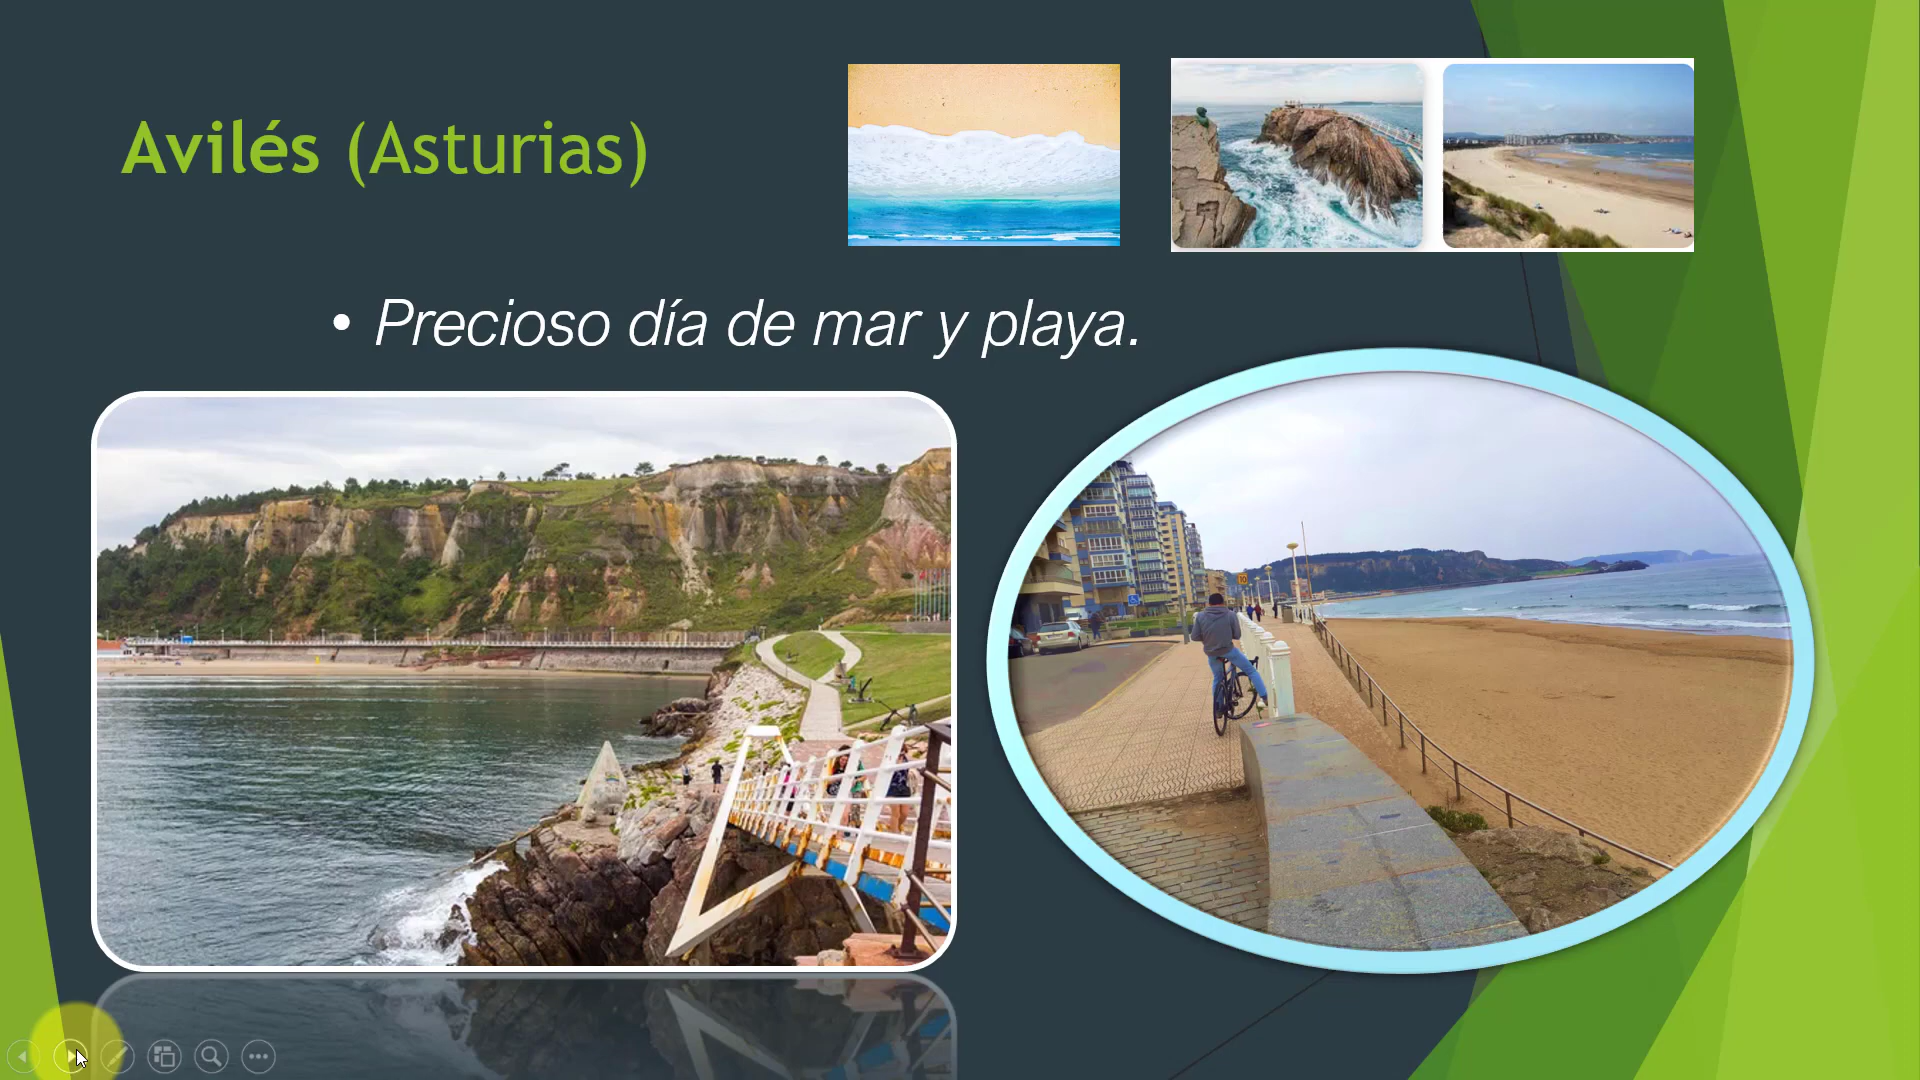 Avilés (Asturias)
• Precioso día de mar y playa.